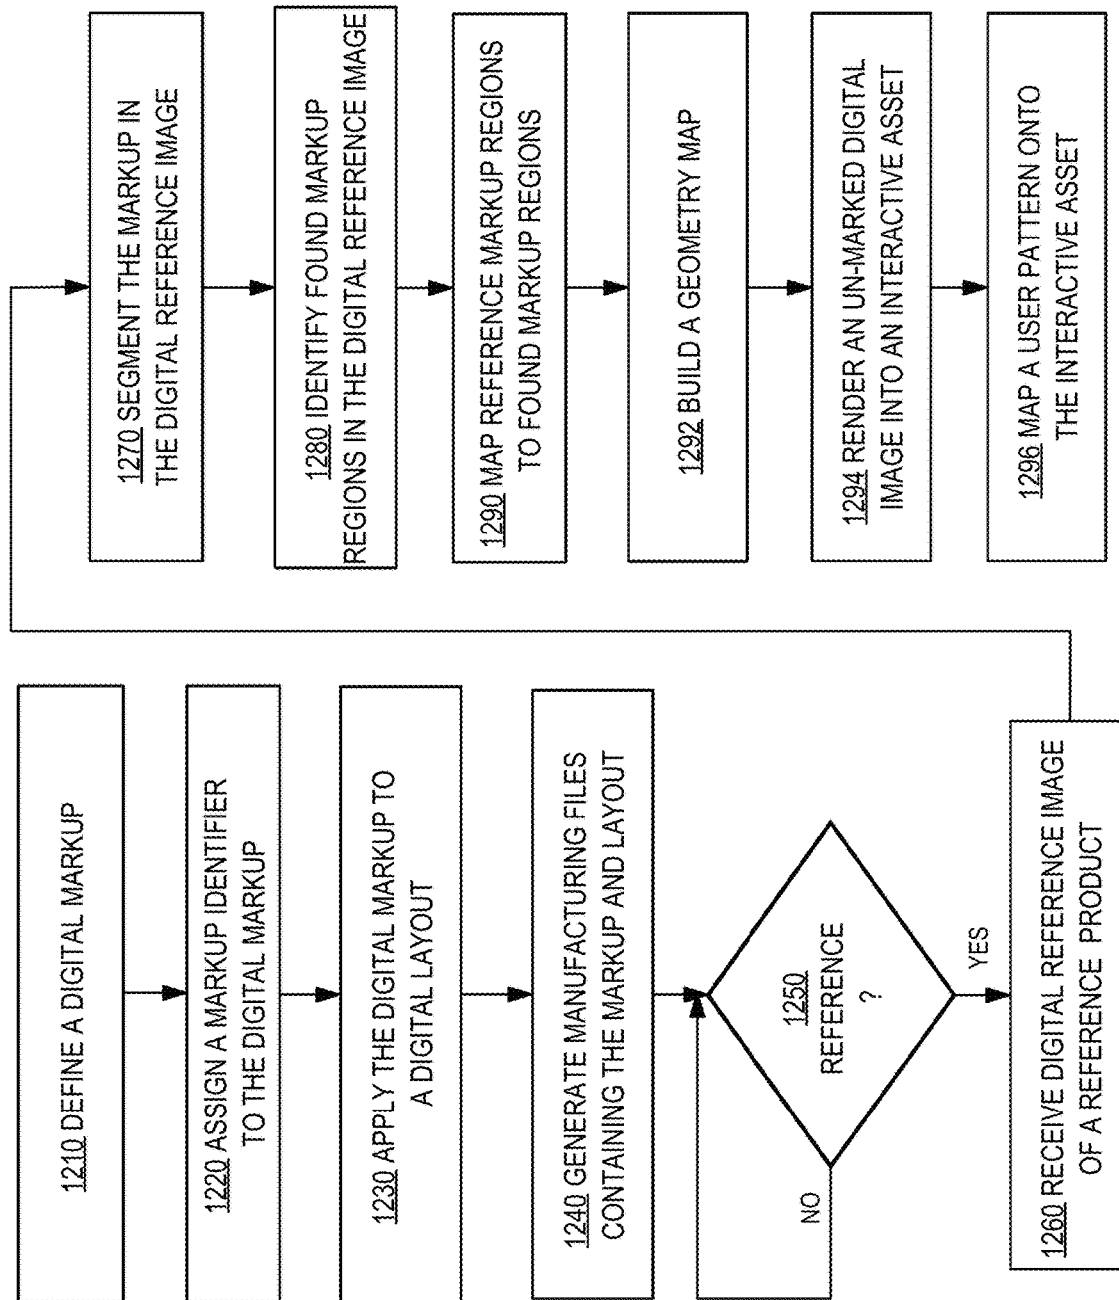 1210 DEFINE A DIGITAL MARKUP
1220 ASSIGN A MARKUP IDENTIFIER
TO THE DIGITAL MARKUP
1230 APPLY THE DIGITAL MARKUP TO
A DIGITAL LAYOUT
1240 GENERATE MANUFACTURING FILES
CONTAINING THE MARKUP AND LAYOUT
1250
REFERENCE
?
NO
YES
1260 RECEIVE DIGITAL REFERENCE IMAGE
OF A REFERENCE PRODUCT
1270 SEGMENT THE MARKUP IN
THE DIGITAL REFERENCE IMAGE
1280 IDENTIFY FOUND MARKUP
REGIONS IN THE DIGITAL REFERENCE IMAGE
1290 MAP REFERENCE MARKUP REGIONS
TO FOUND MARKUP REGIONS
1292 BUILD A GEOMETRY MAP
1294 RENDER AN UN-MARKED DIGITAL
IMAGE INTO AN INTERACTIVE ASSET
1296 MAP A USER PATTERN ONTO
THE INTERACTIVE ASSET